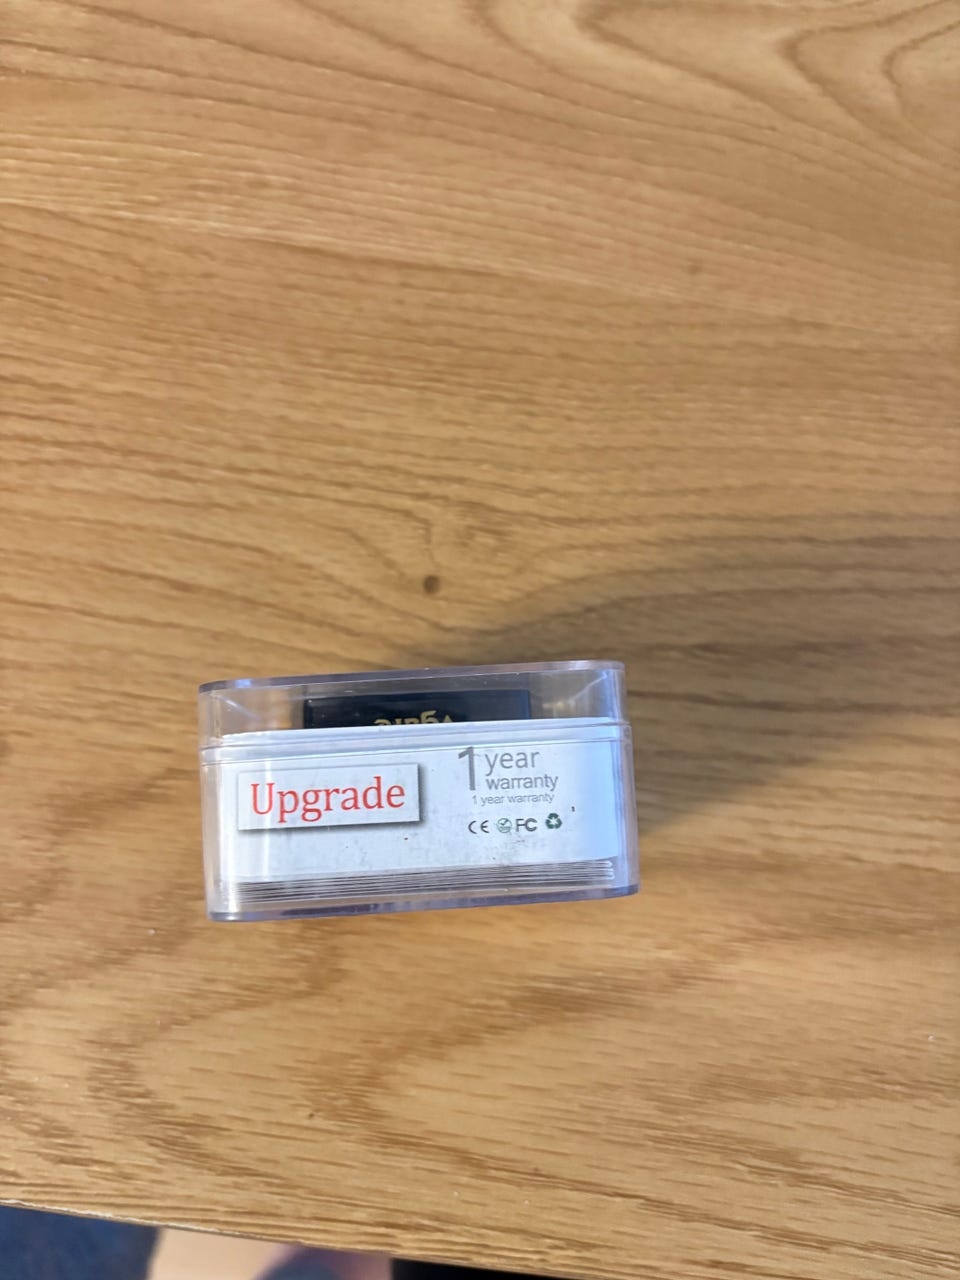 Upgrade
1 year
warranty
1 year warranty
CE FC